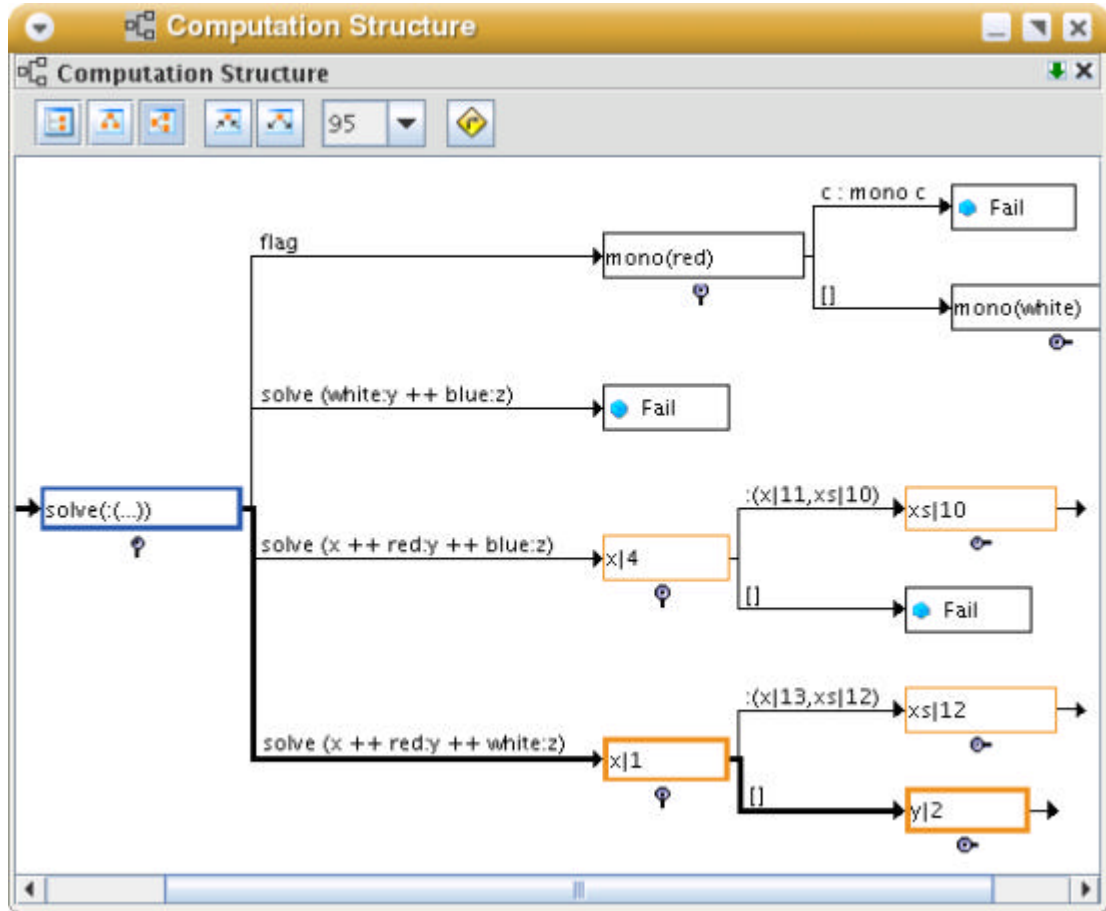 Computation Structure
Computation Structure
95
c : mono c
Fail
flag
mono(red)
[]
mono(white)
solve (white:y ++ blue:z)
Fail
:(x|11,xs|10)
solve(:(...))
xs|10
solve (x ++ red:y ++ blue:z)
x|4
[]
Fail
:(x|13,xs|12)
xs|12
solve (x ++ red:y ++ white:z)
x|1
[]
y|2